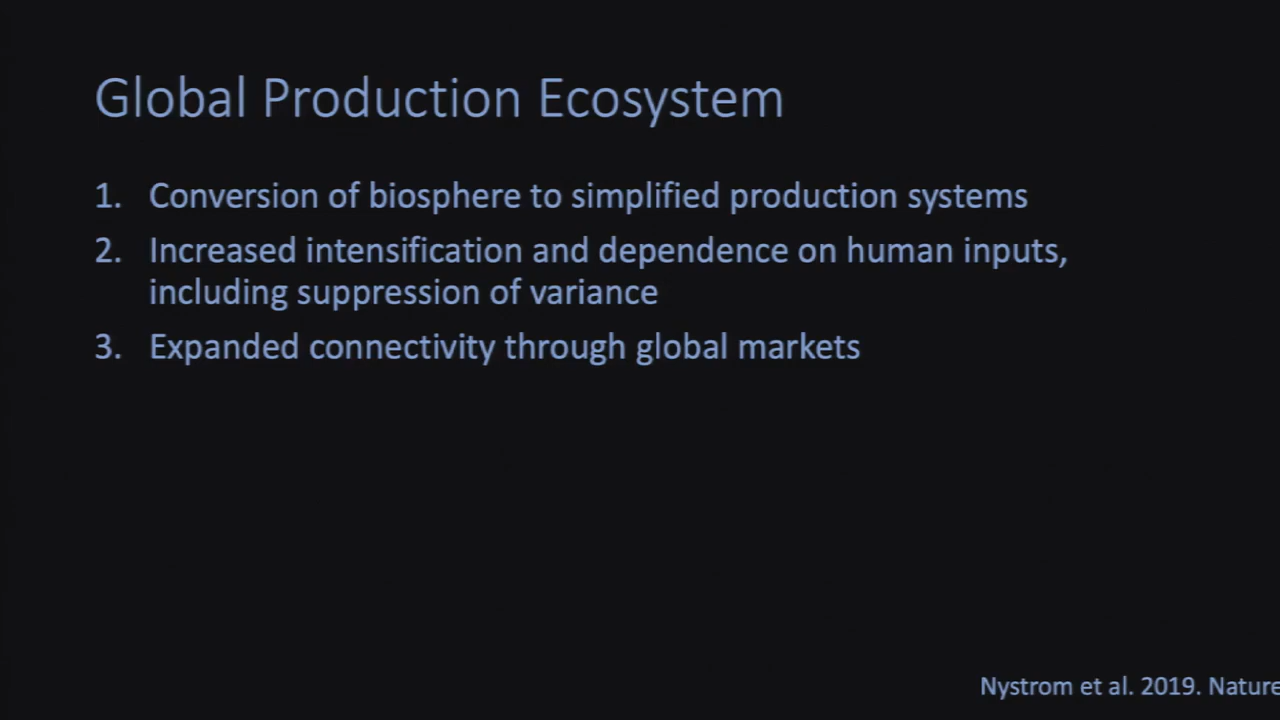 Global Production Ecosystem
1. Conversion of biosphere to simplified production systems
2. Increased intensification and dependence on human inputs,
including suppression of variance
3. Expanded connectivity through global markets
Nystrom et al. 2019. Nature